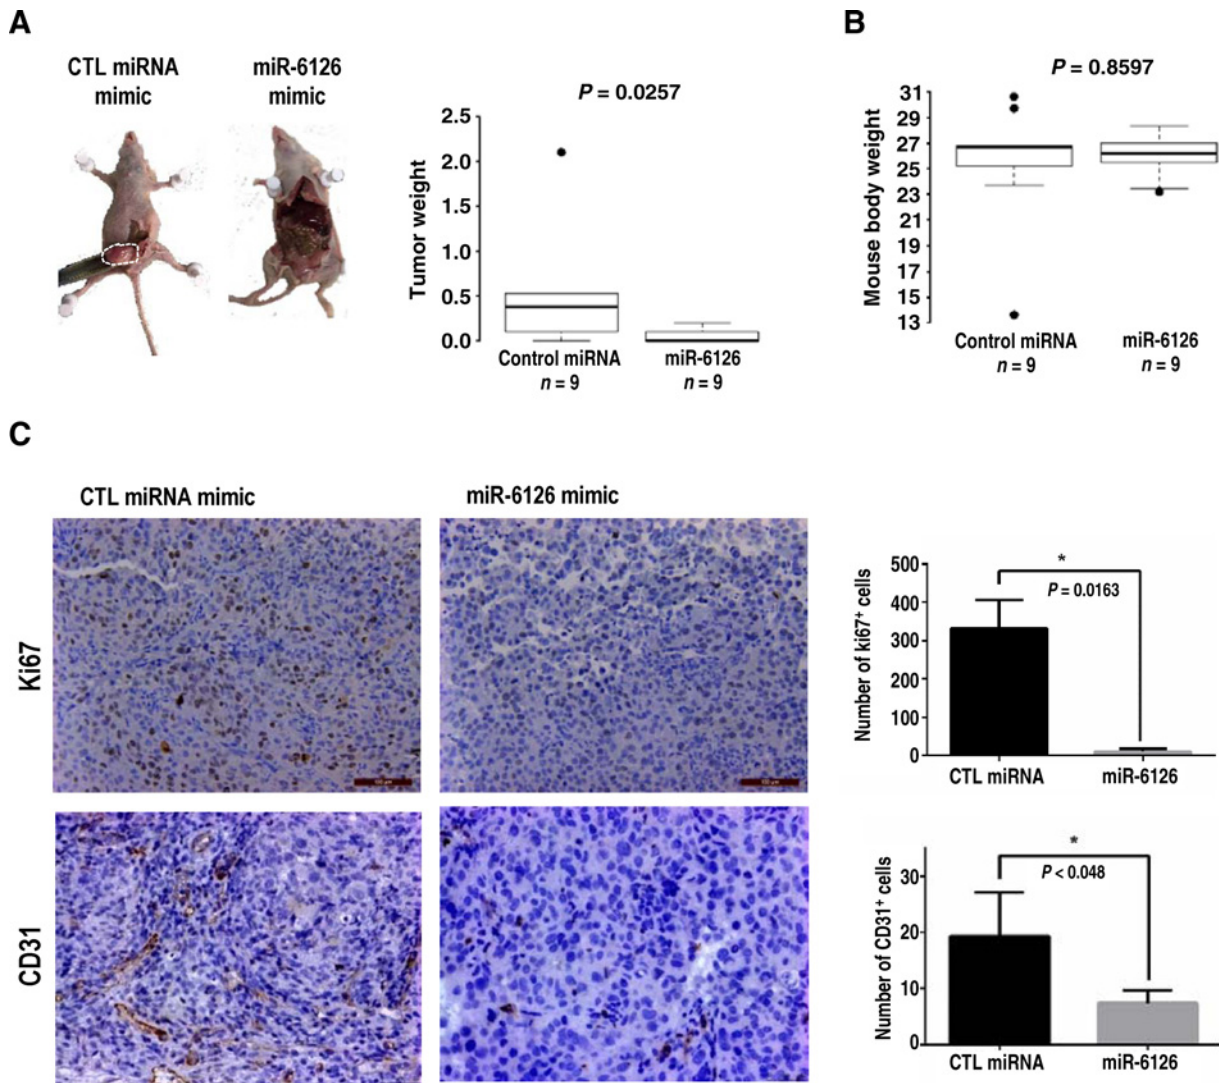 A
CTL miRNA
mimic
miR-6126
mimic
P = 0.0257
Tumor weight
2.5
2.0
1.5
1.0
0.5
0.0
Control miRNA
n = 9
miR-6126
n = 9
B
P = 0.8597
Mouse body weight
31
29
27
25
23
21
19
17
15
13
Control miRNA
n = 9
miR-6126
n = 9
C
CTL miRNA mimic
miR-6126 mimic
Ki67
100 µm
100 µm
Number of ki67+ cells
500
400
300
200
100
0
*
P = 0.0163
CTL miRNA
miR-6126
CD31
Number of CD31+ cells
30
20
10
0
*
P < 0.048
CTL miRNA
miR-6126